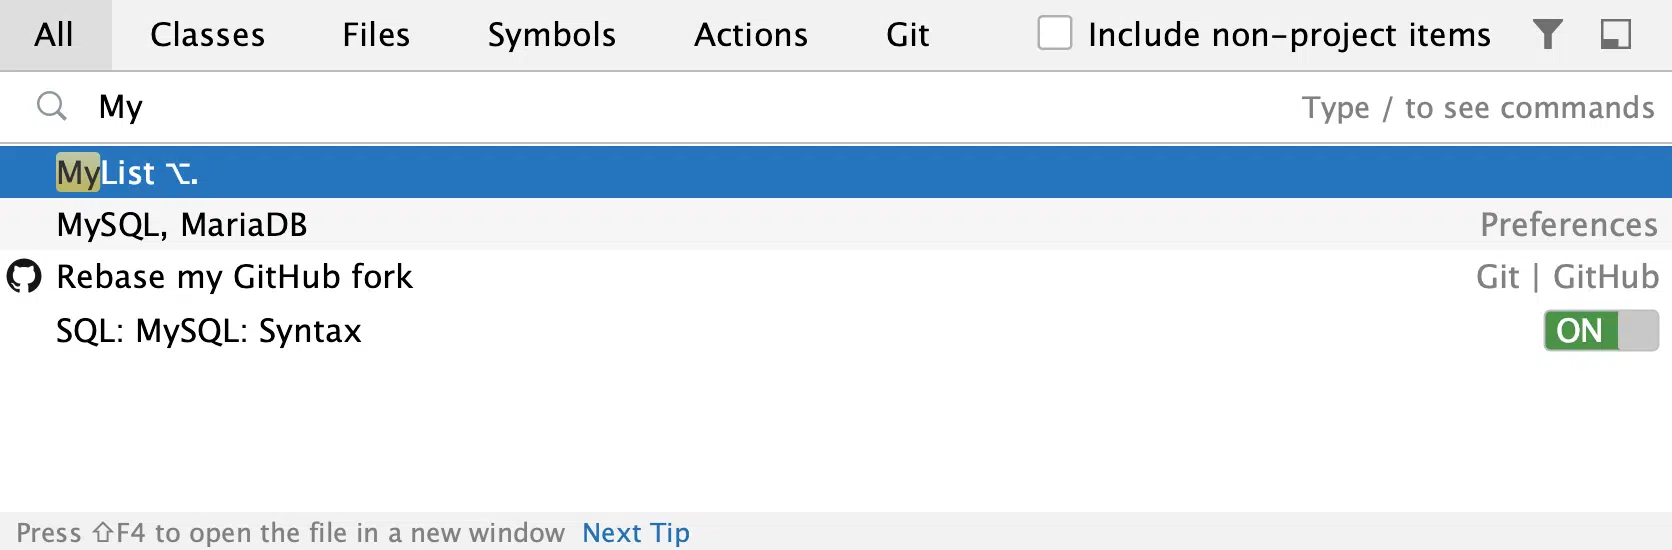 All Classes Files Symbols Actions Git Include non-project items
My Type / to see commands
MyList ⌥.
MySQL, MariaDB Preferences
Rebase my GitHub fork Git | GitHub
SQL: MySQL: Syntax ON
Press ⇧F4 to open the file in a new window Next Tip